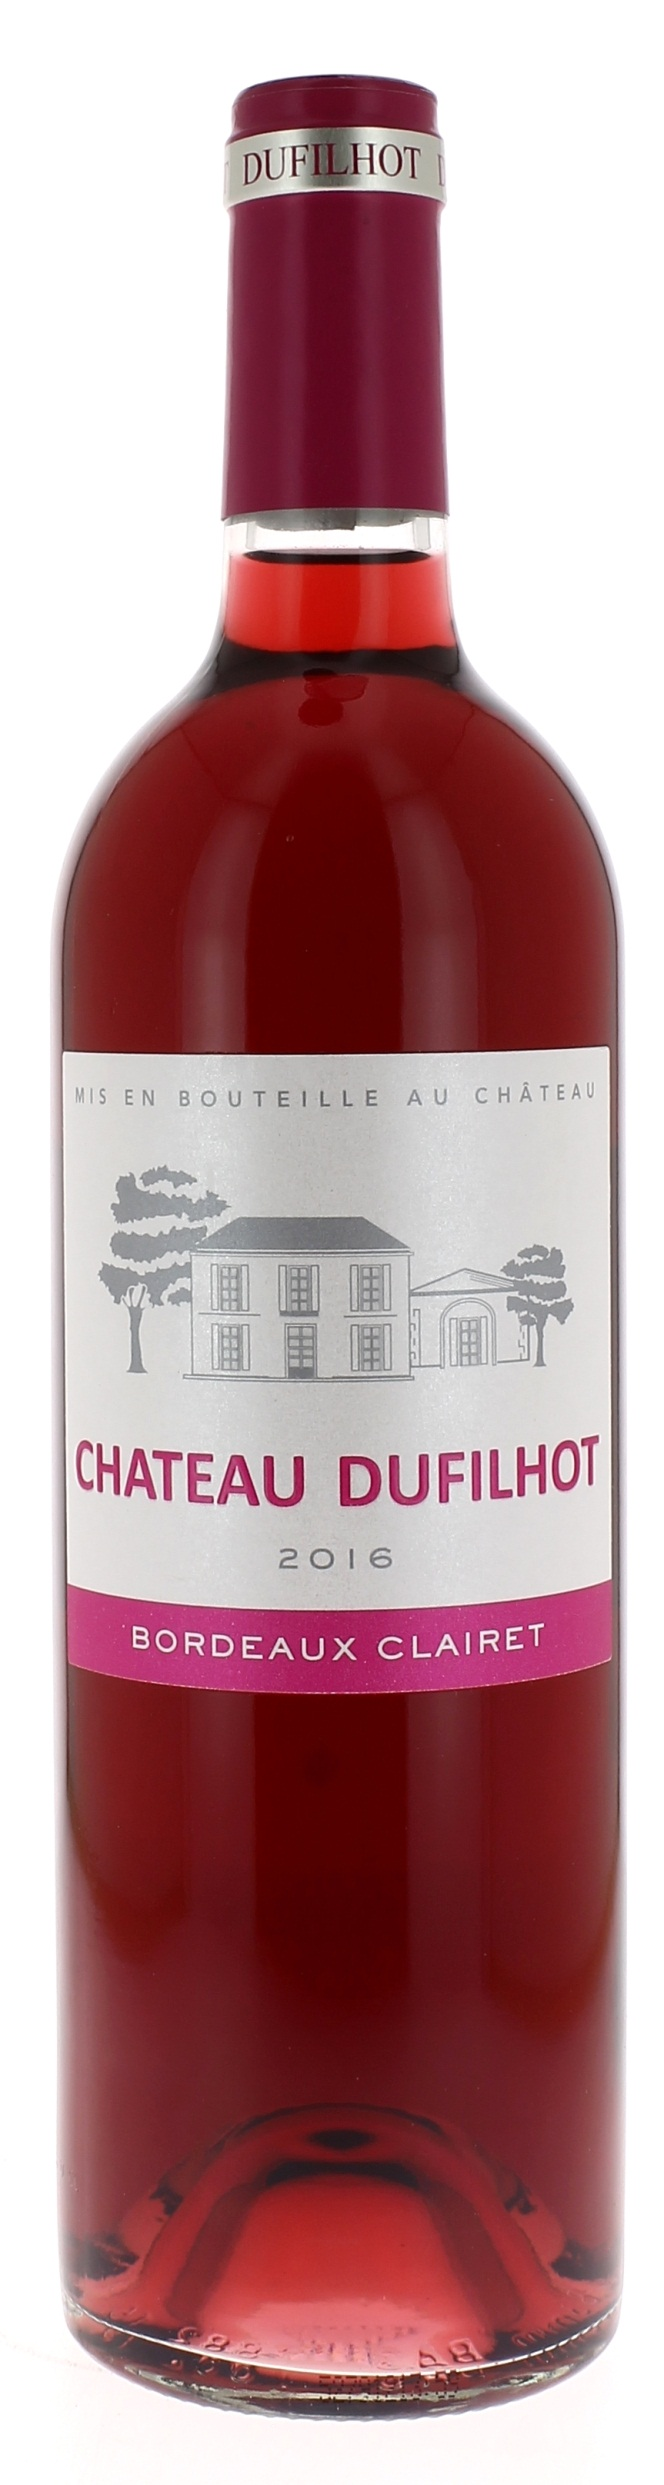 DUFILHOT
MIS EN BOUTEILLE AU CHÂTEAU
CHATEAU DUFILHOT
2016
BORDEAUX CLAIRET